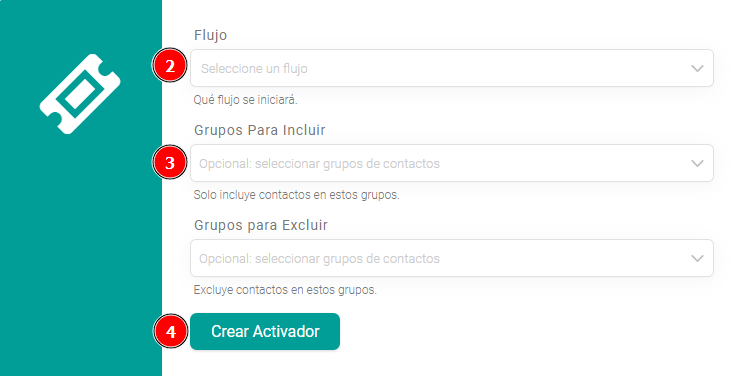 Flujo
2
Seleccione un flujo
Qué flujo se iniciará.
Grupos Para Incluir
3
Opcional: seleccionar grupos de contactos
Solo incluye contactos en estos grupos.
Grupos para Excluir
Opcional: seleccionar grupos de contactos
Excluye contactos en estos grupos.
4
Crear Activador